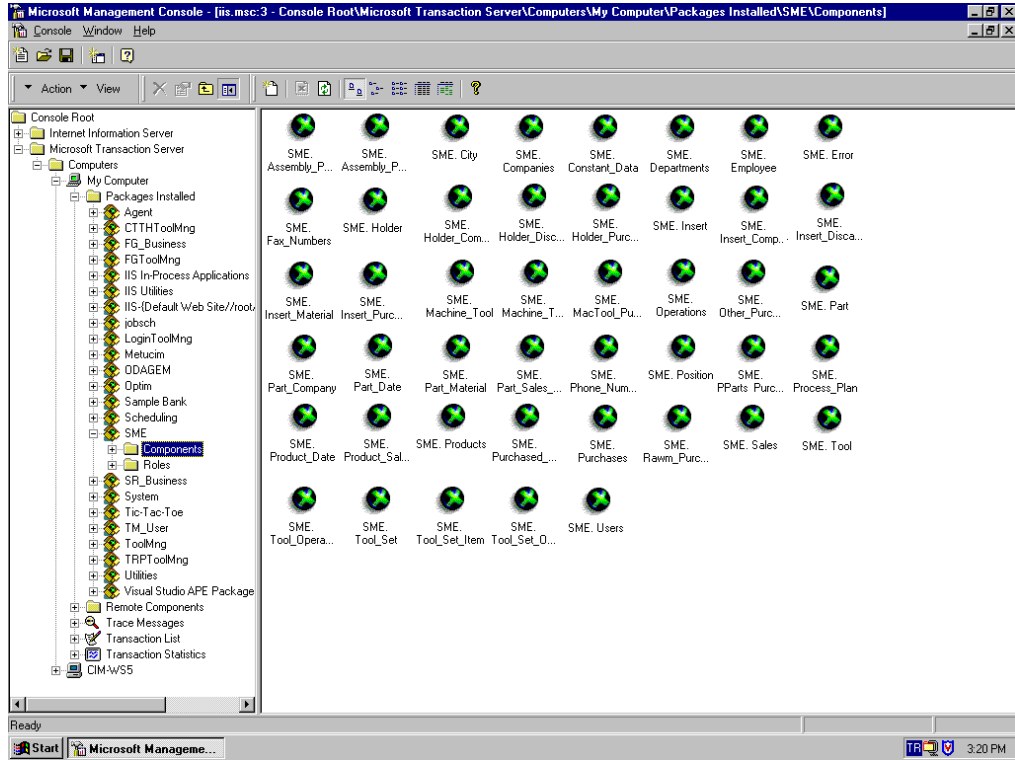 Microsoft Management Console - [iis.msc:3 - Console Root\Microsoft Transaction Server\Computers\My Computer\Packages Installed\SME\Components]
Console Window Help
Action View
Console Root
Internet Information Server
Microsoft Transaction Server
Computers
My Computer
Packages Installed
Agent
CTTHToolMng
FG_Business
FGToolMng
IIS In-Process Applications
IIS Utilities
IIS-{Default Web Site//root/
jobsch
LoginToolMng
Metucim
ODAGEM
Optim
Sample Bank
Scheduling
SME
Components
Roles
SR_Business
System
Tic-Tac-Toe
TM_User
ToolMng
TRPToolMng
Utilities
Visual Studio APE Package
Remote Components
Trace Messages
Transaction List
Transaction Statistics
CIM-WS5
SME. SME. SME. City SME. SME. SME. SME. SME. Error
Assembly_P... Assembly_P... Companies Constant_Data Departments Employee
SME. SME. Holder SME. SME. SME. SME. Insert SME. SME.
Fax_Numbers Holder_Com... Holder_Disc... Holder_Purc... Insert_Comp... Insert_Disca...
SME. SME. SME. SME. SME. SME. SME. SME. Part
Insert_Material Insert_Purc... Machine_Tool Machine_T... MacTool_Pu... Operations Other_Purc...
SME. SME. SME. SME. SME. SME. Position SME. SME.
Part_Company Part_Date Part_Material Part_Sales_... Phone_Num... PParts Purc... Process_Plan
SME. SME. SME. Products SME. SME. SME. SME. Sales SME. Tool
Product_Date Product_Sal... Purchased_... Purchases Rawm_Purc...
SME. SME. SME. SME. SME. Users
Tool_Opera... Tool_Set Tool_Set_Item Tool_Set_O...
Ready
Start Microsoft Manageme... TR 3:20 PM